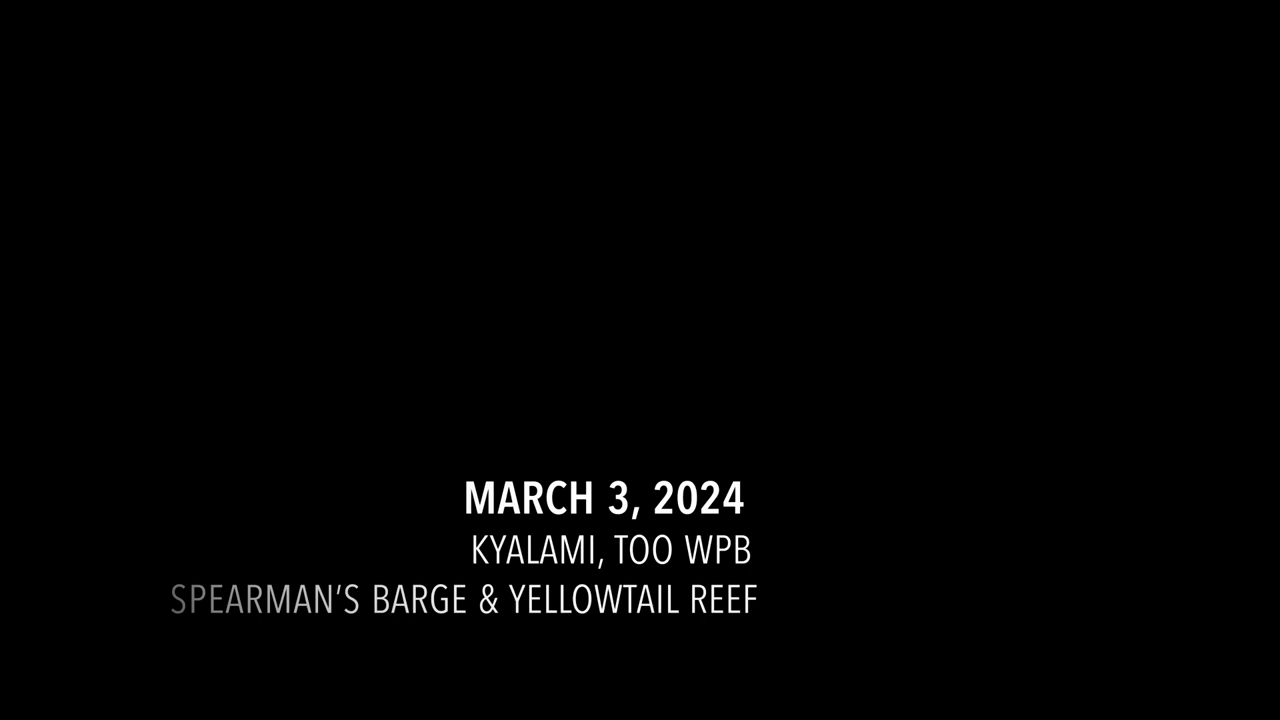 MARCH 3, 2024
KYALAMI, TOO WPB
SPEARMAN’S BARGE & YELLOWTAIL REEF